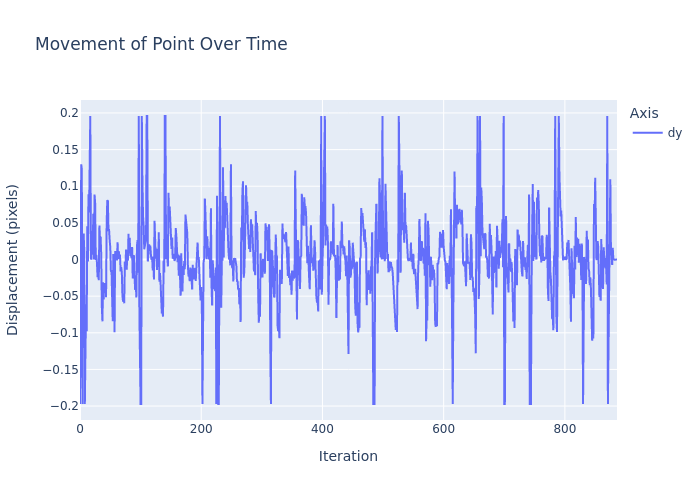 Movement of Point Over Time
Axis
dy
Displacement (pixels)
0.2
0.15
0.1
0.05
0
−0.05
−0.1
−0.15
−0.2
0 200 400 600 800
Iteration